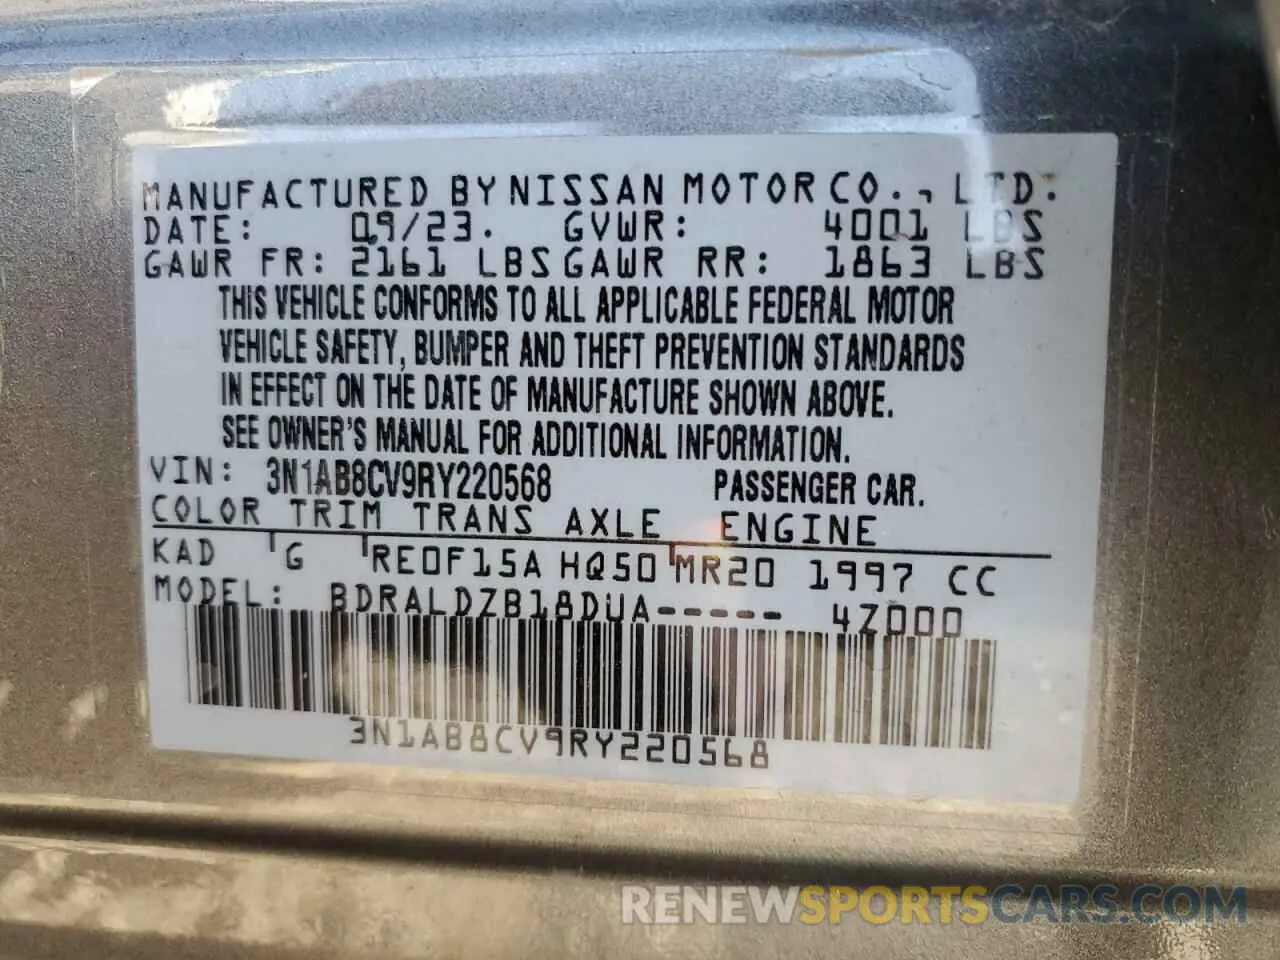 MANUFACTURED BY NISSAN MOTOR CO., LTD.
DATE: 09/23. GVWR: 4001 LBS
GAWR FR: 2161 LBS GAWR RR: 1863 LBS
THIS VEHICLE CONFORMS TO ALL APPLICABLE FEDERAL MOTOR
VEHICLE SAFETY, BUMPER AND THEFT PREVENTION STANDARDS
IN EFFECT ON THE DATE OF MANUFACTURE SHOWN ABOVE.
SEE OWNER'S MANUAL FOR ADDITIONAL INFORMATION.
VIN: 3N1AB8CV9RY220568 PASSENGER CAR.
COLOR TRIM TRANS AXLE ENGINE
KAD G RE0F15A HQ50 MR20 1997 CC
MODEL: BDRALDZB18DUA----- 4Z000
3N1AB8CV9RY220568
RENEWSPORTSCARS.COM